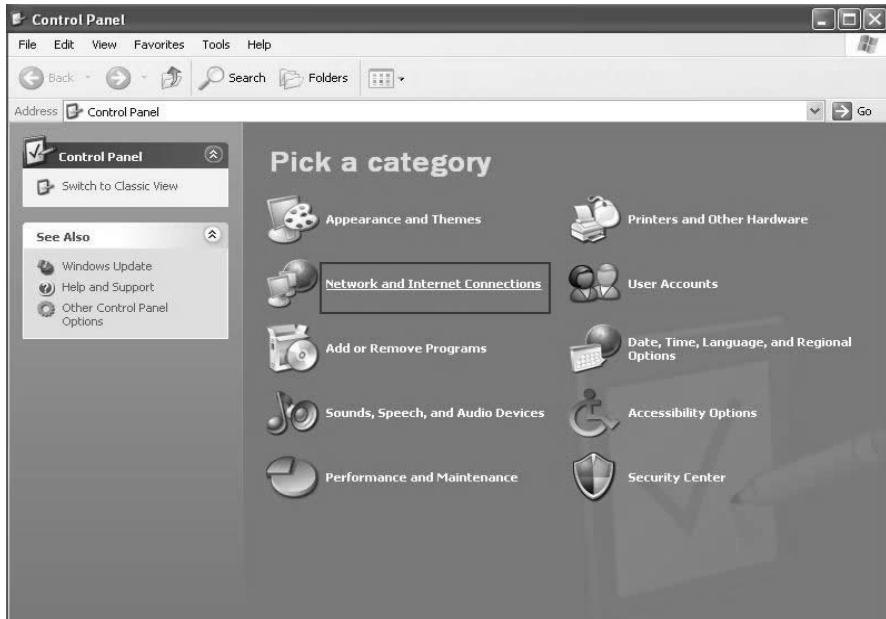 Control Panel
File Edit View Favorites Tools Help
Back Search Folders
Address Control Panel Go
Control Panel
Switch to Classic View
See Also
Windows Update
Help and Support
Other Control Panel
Options
Pick a category
Appearance and Themes
Printers and Other Hardware
Network and Internet Connections
User Accounts
Add or Remove Programs
Date, Time, Language, and Regional
Options
Sounds, Speech, and Audio Devices
Accessibility Options
Performance and Maintenance
Security Center